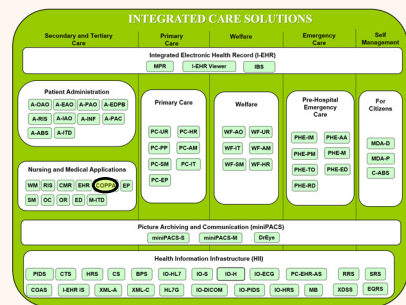 INTEGRATED CARE SOLUTIONS
Secondary and Tertiary Care
Primary Care
Welfare
Emergency Care
Self Management
Integrated Electronic Health Record (I-EHR)
MPR I-EHR Viewer IBS
Patient Administration
A-OAO A-EAO A-PAO A-EDPB
A-RIS A-IAO A-INF A-PAC
A-ABS A-ITD
Nursing and Medical Applications
WM RIS CMR EHR COPPA EP
SM OC OR ED M-ITD
Primary Care
PC-UR PC-HR
PC-PP PC-AM
PC-SM PC-IT
PC-EP
Welfare
WF-AO WF-UR
WF-IT WF-AM
WF-SM WF-HR
Pre-Hospital
Emergency
Care
PHE-IM PHE-AA
PHE-PM PHE-M
PHE-TO PHE-ED
PHE-RD
For
Citizens
MDA-D
MDA-P
C-ABS
Picture Archiving and Communication (miniPACS)
miniPACS-S miniPACS-M DrEye
Health Information Infrastructure (HII)
PIDS CTS HRS CS BPS IO-HL7 IO-S IO-H IO-ECG PC-EHR-AS RRS SRS
COAS I-EHR IS XML-A XML-C HL7G IO-DICOM IO-PIDS IO-HRS MB XDSS EQRS